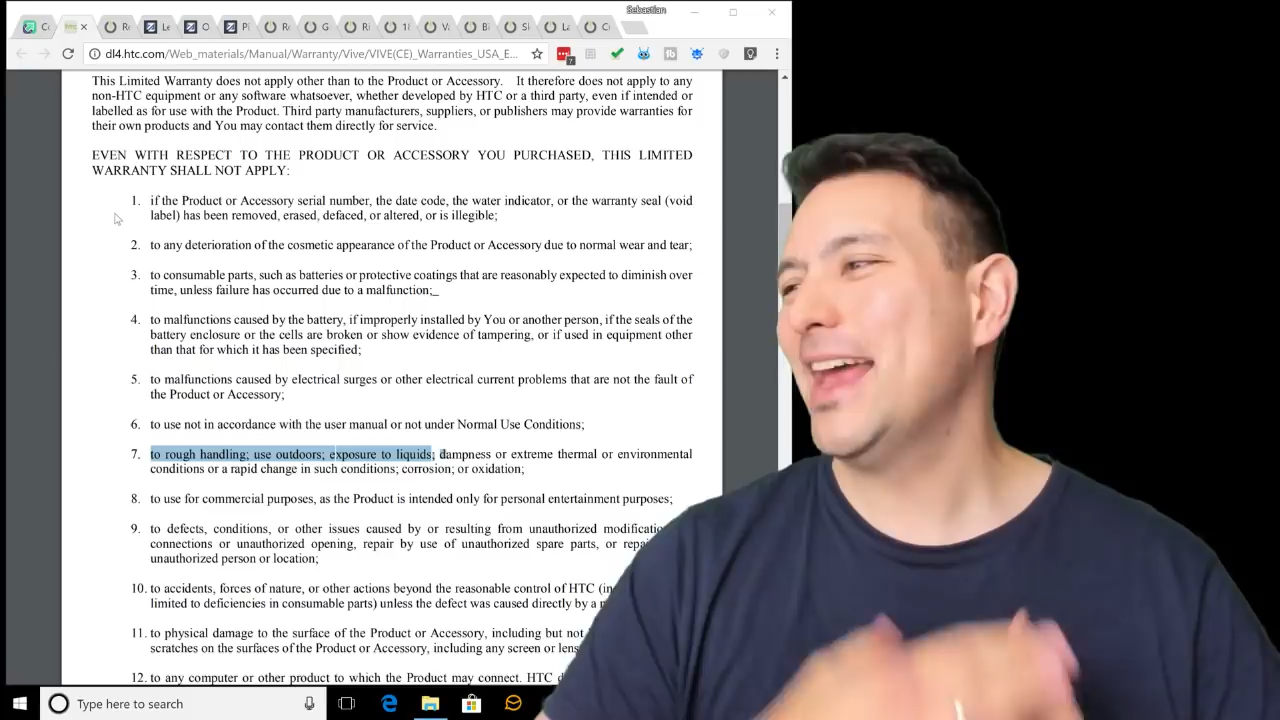 Sebastian
dl4.htc.com/Web_materials/Manual/Warranty/Vive/VIVE(CE)_Warranties_USA_E...
This Limited Warranty does not apply other than to the Product or Accessory. It therefore does not apply to any
non-HTC equipment or any software whatsoever, whether developed by HTC or a third party, even if intended or
labelled as for use with the Product. Third party manufacturers, suppliers, or publishers may provide warranties for
their own products and You may contact them directly for service.
EVEN WITH RESPECT TO THE PRODUCT OR ACCESSORY YOU PURCHASED, THIS LIMITED
WARRANTY SHALL NOT APPLY:
1. if the Product or Accessory serial number, the date code, the water indicator, or the warranty seal (void
label) has been removed, erased, defaced, or altered, or is illegible;
2. to any deterioration of the cosmetic appearance of the Product or Accessory due to normal wear and tear;
3. to consumable parts, such as batteries or protective coatings that are reasonably expected to diminish over
time, unless failure has occurred due to a malfunction;_
4. to malfunctions caused by the battery, if improperly installed by You or another person, if the seals of the
battery enclosure or the cells are broken or show evidence of tampering, or if used in equipment other
than that for which it has been specified;
5. to malfunctions caused by electrical surges or other electrical current problems that are not the fault of
the Product or Accessory;
6. to use not in accordance with the user manual or not under Normal Use Conditions;
7. to rough handling; use outdoors; exposure to liquids; dampness or extreme thermal or environmental
conditions or a rapid change in such conditions; corrosion; or oxidation;
8. to use for commercial purposes, as the Product is intended only for personal entertainment purposes;
9. to defects, conditions, or other issues caused by or resulting from unauthorized
connections or unauthorized opening, repair by use of unauthorized spare parts, or
unauthorized person or location;
10. to accidents, forces of nature, or other actions beyond the reasonable control of HTC
limited to deficiencies in consumable parts) unless the defect was caused directly by a
11. to physical damage to the surface of the Product or Accessory, including but not
scratches on the surfaces of the Product or Accessory, including any screen or
12. to any computer or other product to which the Product may connect. HTC
Type here to search